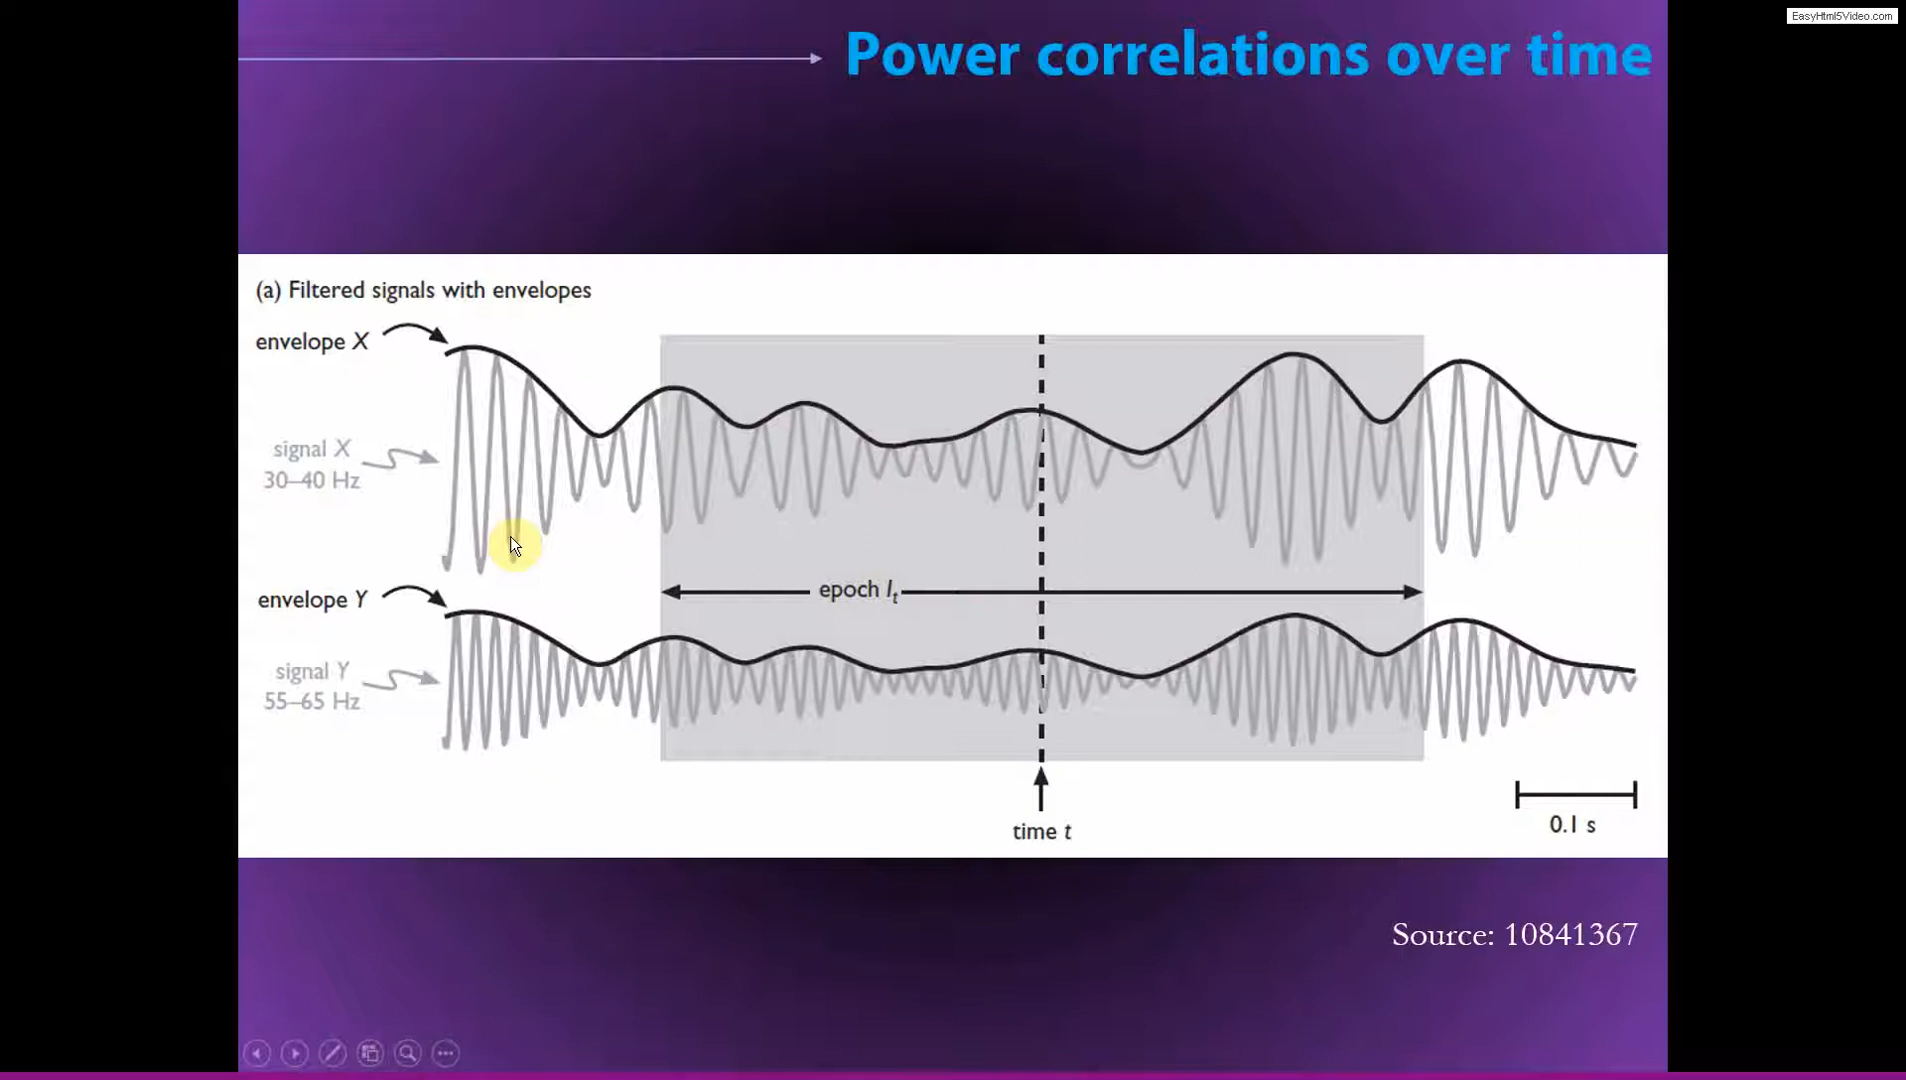 EasyHtml5Video.com
Power correlations over time
(a) Filtered signals with envelopes
envelope X
signal X
30–40 Hz
epoch It
envelope Y
signal Y
55–65 Hz
0.1 s
time t
Source: 10841367